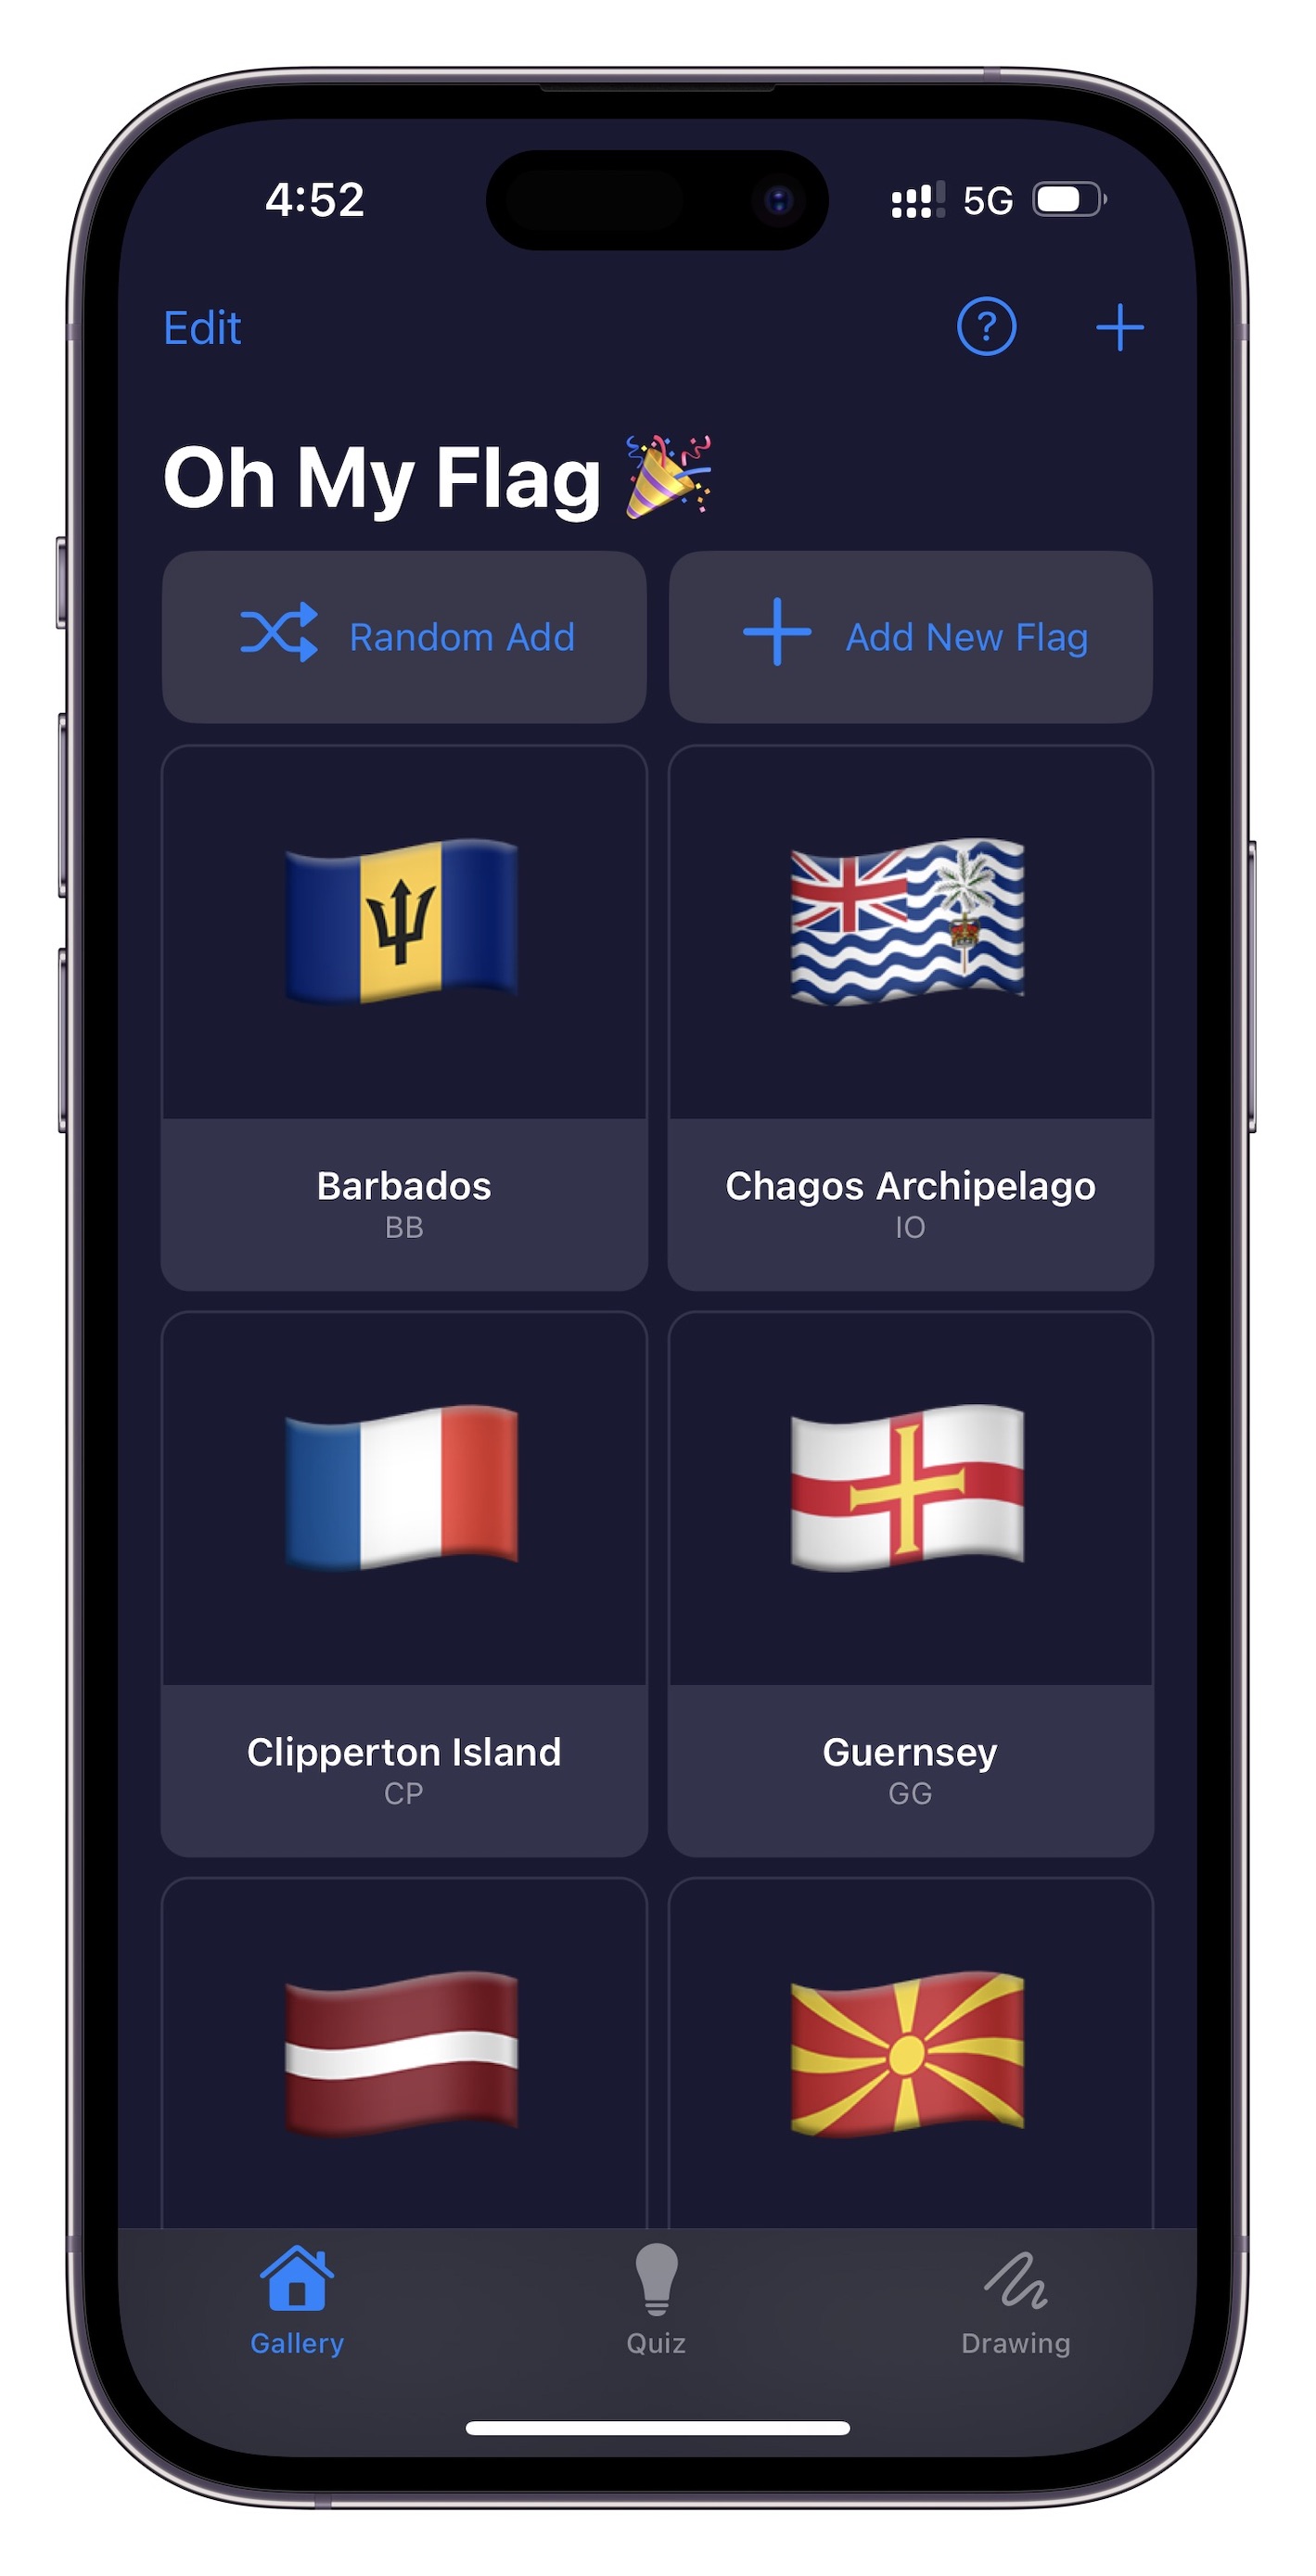 4:52 5G
Edit ? +
Oh My Flag 🎉
Random Add
Add New Flag
Barbados
BB
Chagos Archipelago
IO
Clipperton Island
CP
Guernsey
GG
Gallery
Quiz
Drawing